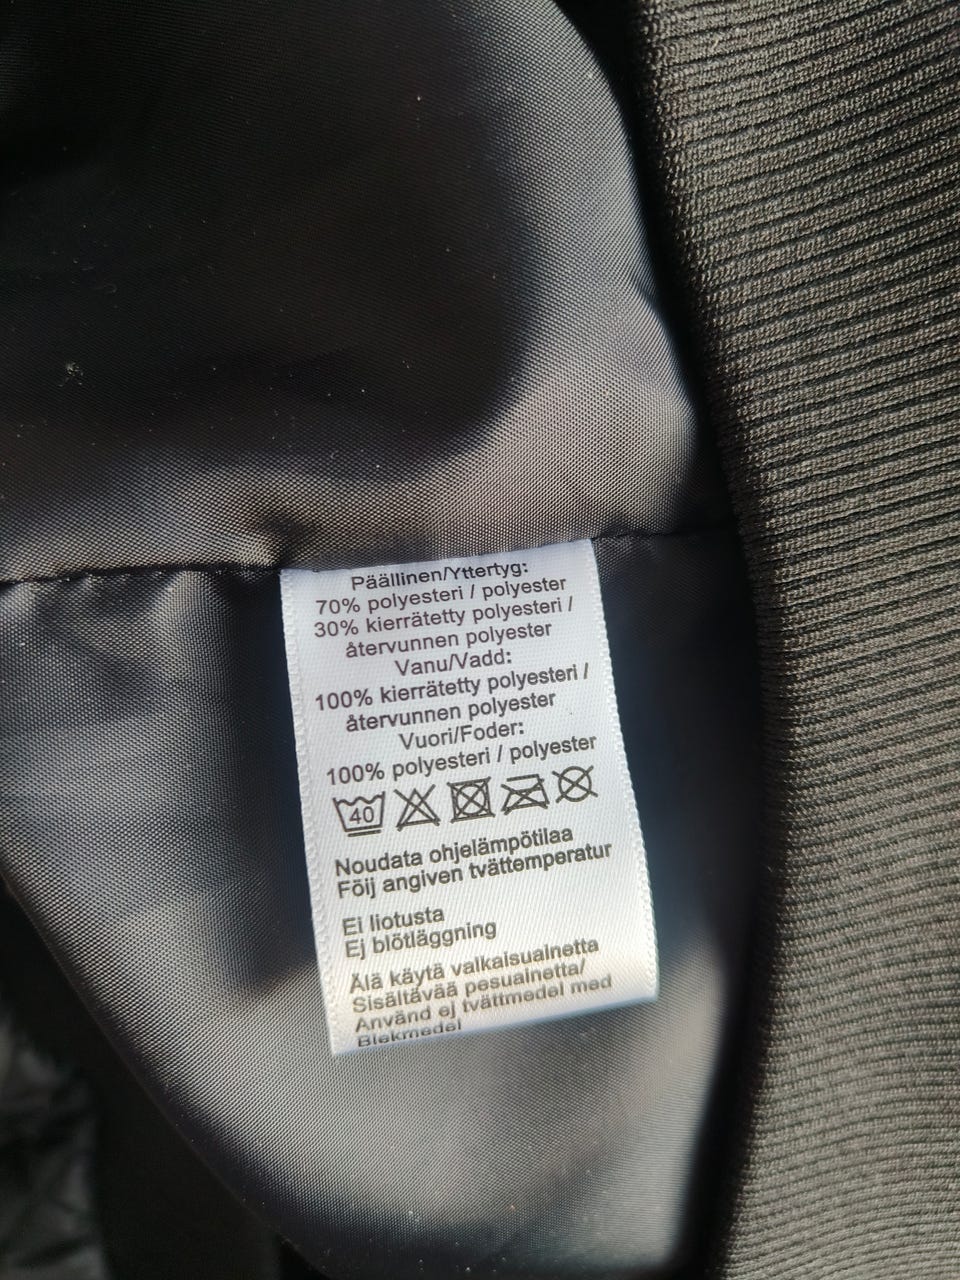 Päällinen/Yttertyg:
70% polyesteri / polyester
30% kierrätetty polyesteri /
återvunnen polyester
Vanu/Vadd:
100% kierrätetty polyesteri /
återvunnen polyester
Vuori/Foder:
100% polyesteri / polyester
40
Noudata ohjelämpötilaa
Följ angiven tvättemperatur
Ei liotusta
Ej blötläggning
Älä käytä valkaisuainetta
Sisältävää pesuainetta/
Använd ej tvättmedel med
Blekmedel